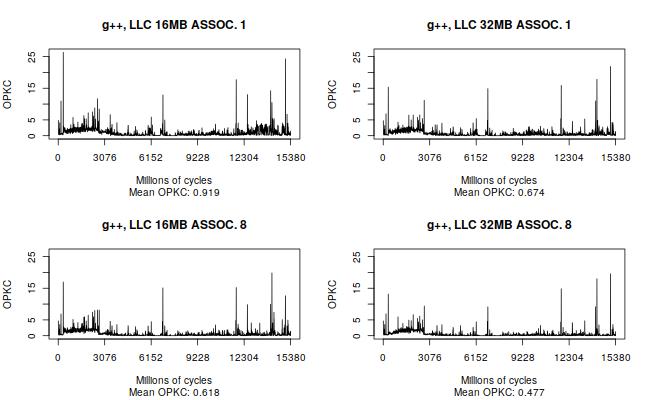 g++, LLC 16MB ASSOC. 1
OPKC
25
15
5
0
0 3076 6152 9228 12304 15380
Millions of cycles
Mean OPKC: 0.919
g++, LLC 32MB ASSOC. 1
OPKC
25
15
5
0
0 3076 6152 9228 12304 15380
Millions of cycles
Mean OPKC: 0.674
g++, LLC 16MB ASSOC. 8
OPKC
25
15
5
0
0 3076 6152 9228 12304 15380
Millions of cycles
Mean OPKC: 0.618
g++, LLC 32MB ASSOC. 8
OPKC
25
15
5
0
0 3076 6152 9228 12304 15380
Millions of cycles
Mean OPKC: 0.477